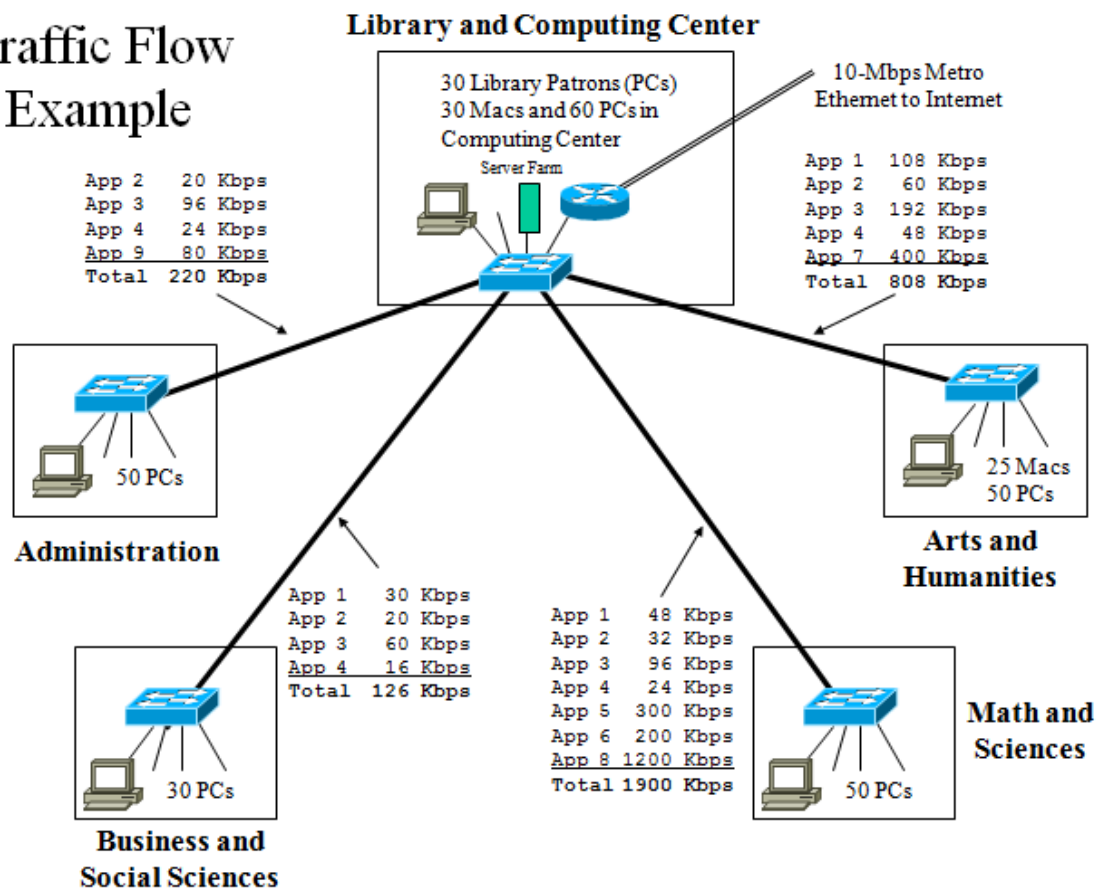 raffic Flow
Example
Library and Computing Center
30 Library Patrons (PCs)
30 Macs and 60 PCs in
Computing Center
Server Farm
10-Mbps Metro
Ethernet to Internet
App 2 20 Kbps
App 3 96 Kbps
App 4 24 Kbps
App 9 80 Kbps
Total 220 Kbps
App 1 108 Kbps
App 2 60 Kbps
App 3 192 Kbps
App 4 48 Kbps
App 7 400 Kbps
Total 808 Kbps
50 PCs
Administration
25 Macs
50 PCs
Arts and
Humanities
App 1 30 Kbps
App 2 20 Kbps
App 3 60 Kbps
App 4 16 Kbps
Total 126 Kbps
App 1 48 Kbps
App 2 32 Kbps
App 3 96 Kbps
App 4 24 Kbps
App 5 300 Kbps
App 6 200 Kbps
App 8 1200 Kbps
Total 1900 Kbps
30 PCs
Business and
Social Sciences
50 PCs
Math and
Sciences